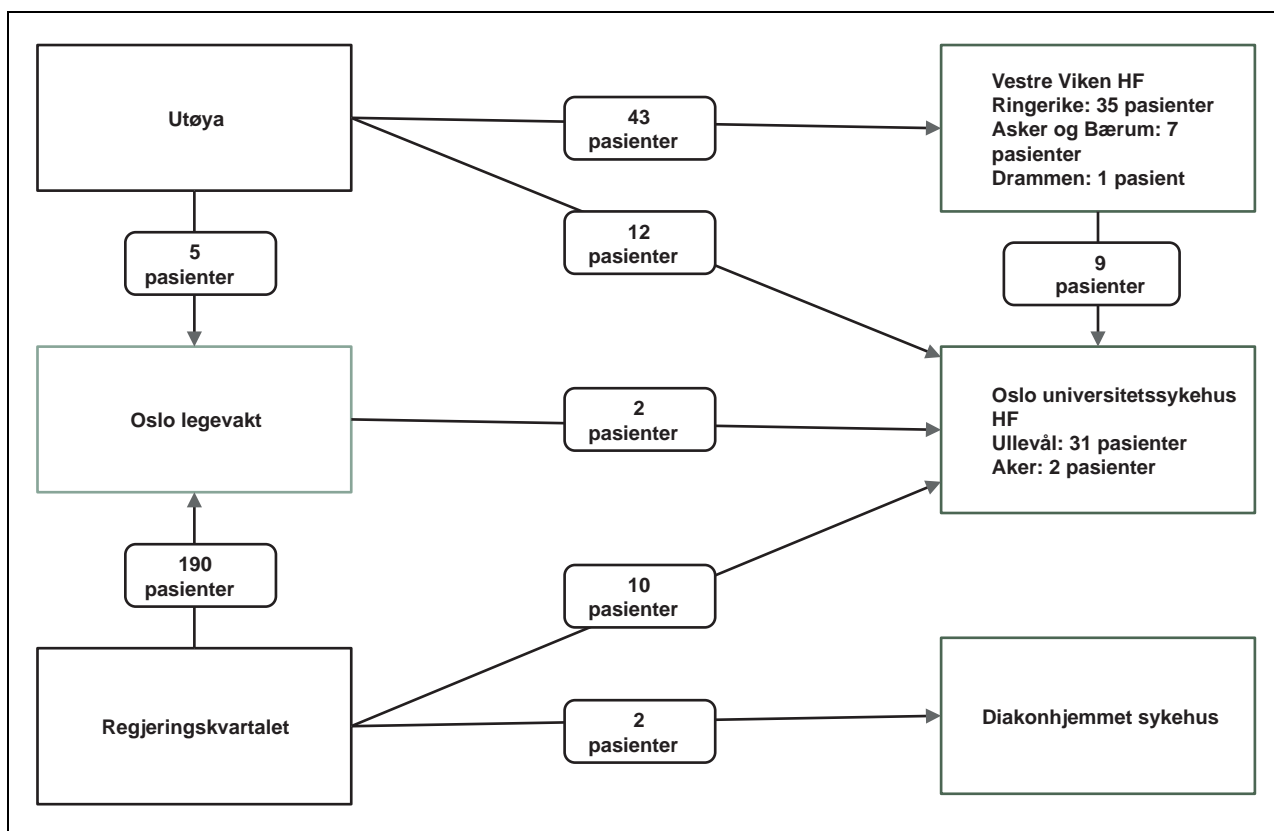 Utøya
43
pasienter
Vestre Viken HF
Ringerike: 35 pasienter
Asker og Bærum: 7
pasienter
Drammen: 1 pasient
5
pasienter
12
pasienter
9
pasienter
Oslo legevakt
2
pasienter
Oslo universitetssykehus
HF
Ullevål: 31 pasienter
Aker: 2 pasienter
190
pasienter
10
pasienter
Regjeringskvartalet
2
pasienter
Diakonhjemmet sykehus